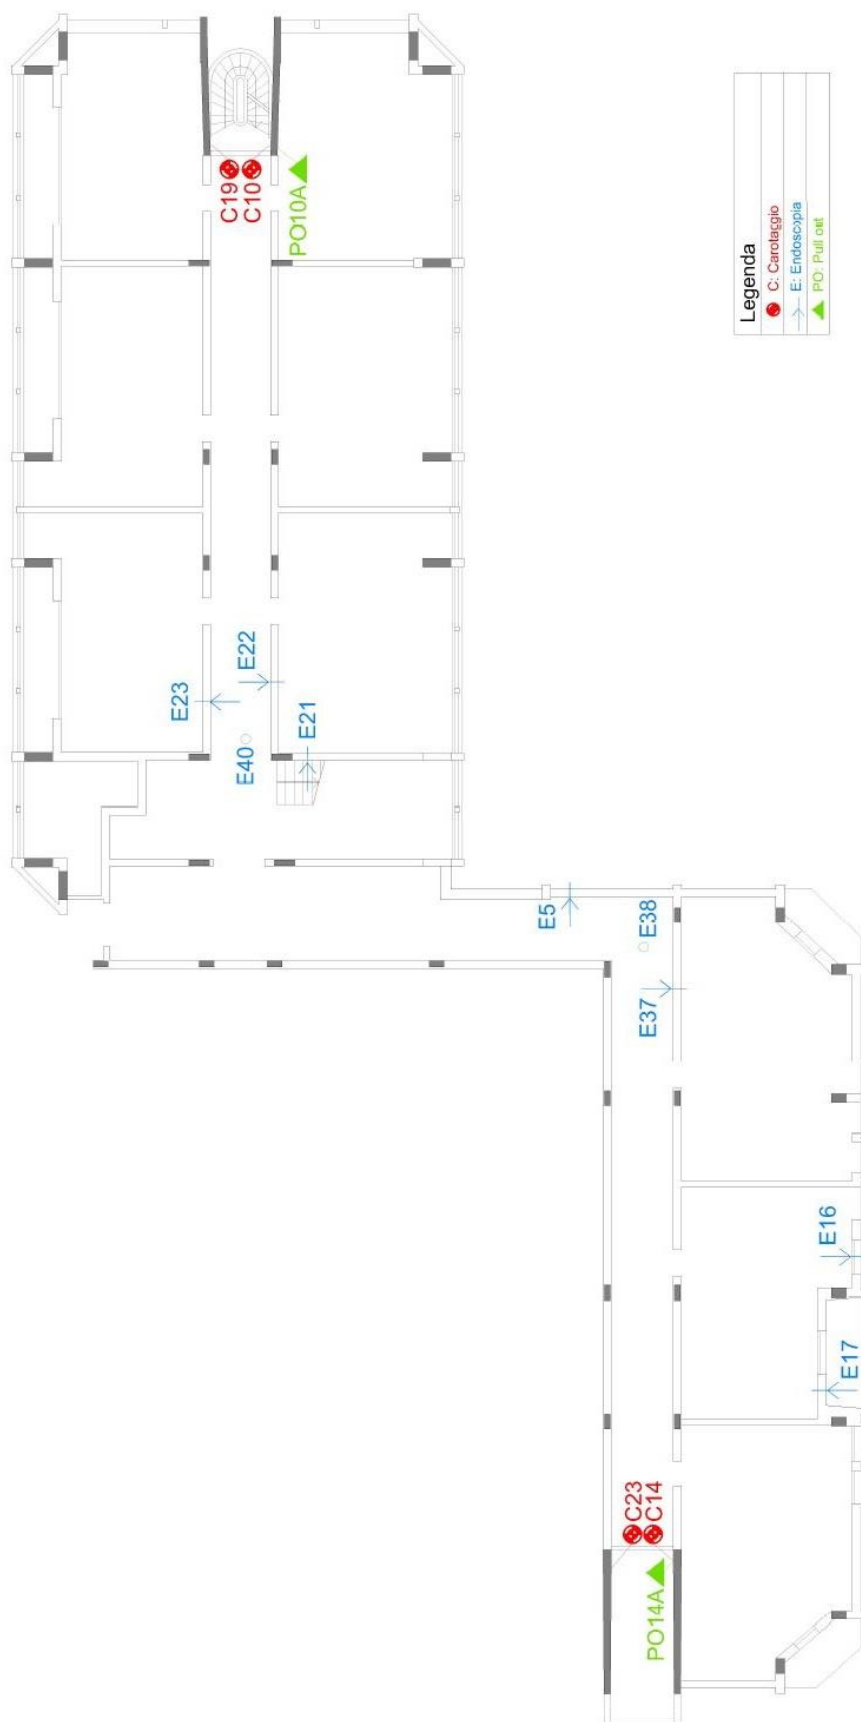 C19
C10
PO10A
Legenda
C: Carotaggio
E: Endoscopia
PO: Pull out
E22
E23
E21
E40
E5
E38
E37
E16
E17
C23
C14
PO14A